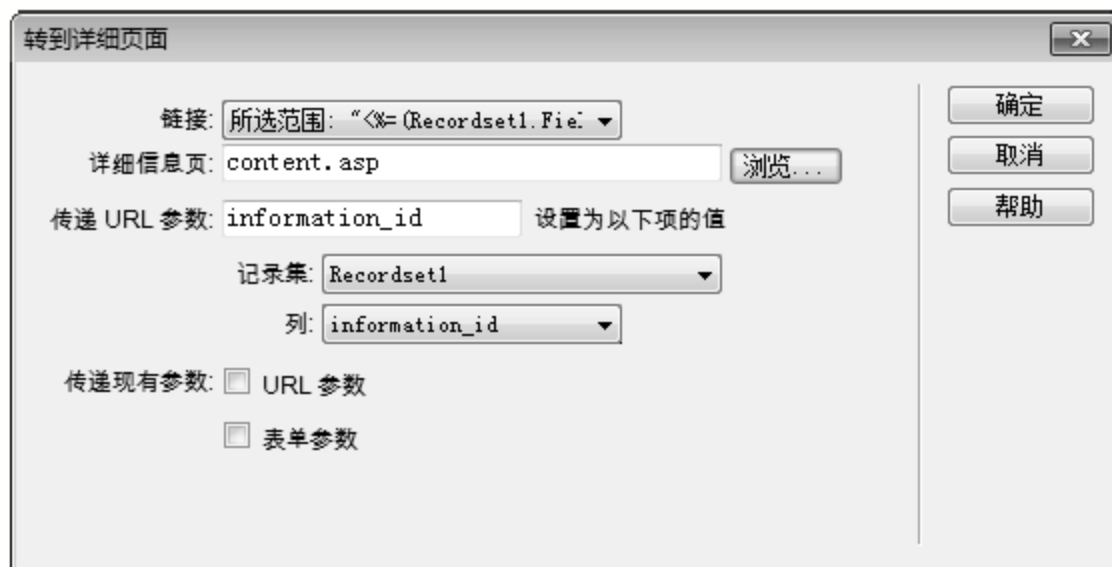 转到详细页面
链接: 所选范围: "<%=(Recordset1.Fie
确定
详细信息页: content.asp 浏览...
取消
传递 URL 参数: information_id 设置为以下项的值
帮助
记录集: Recordset1
列: information_id
传递现有参数: URL 参数
表单参数